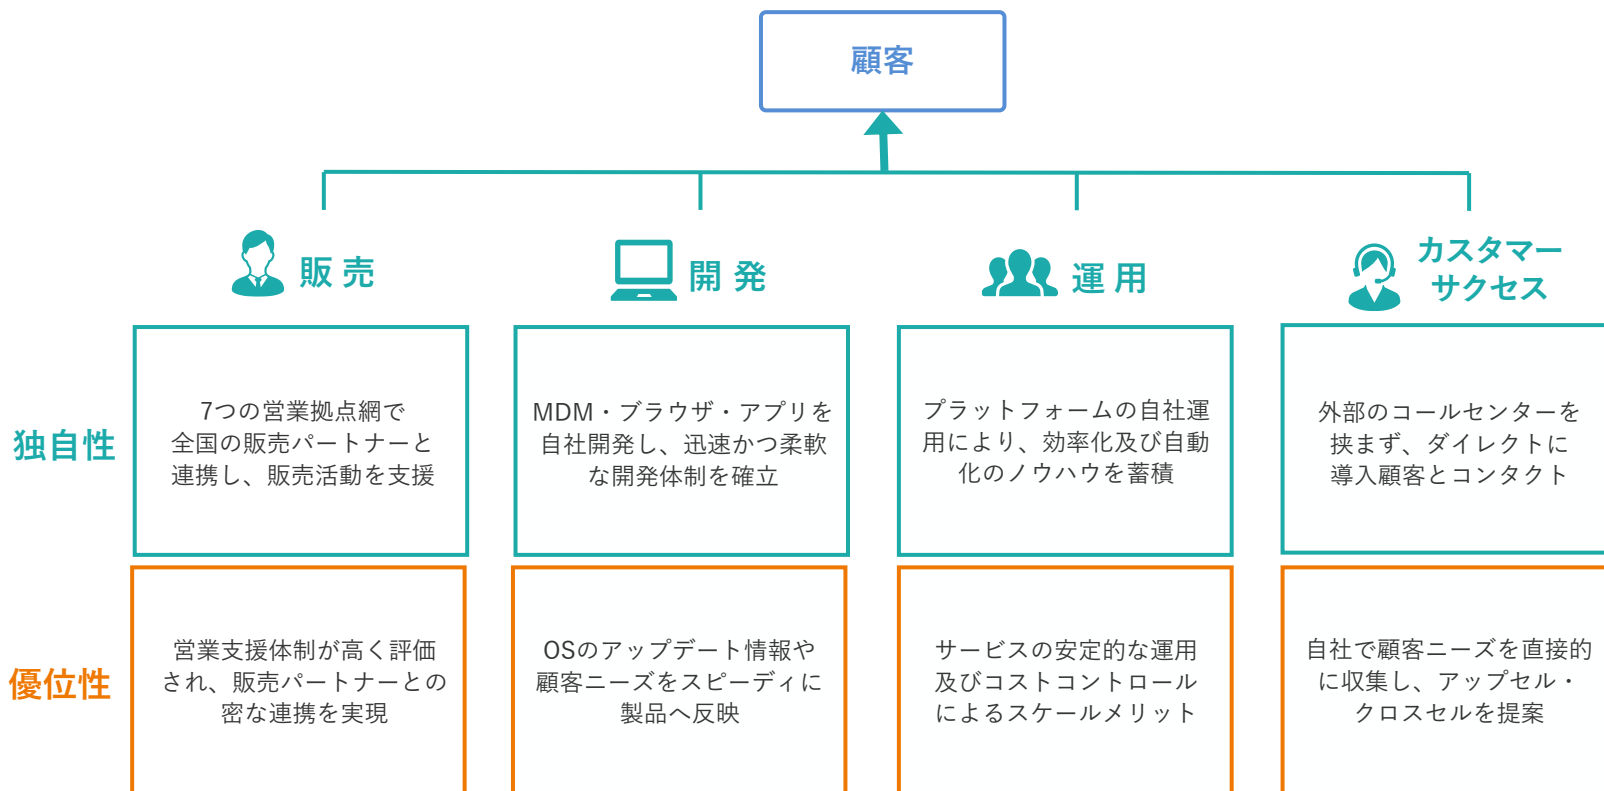 顧客
販売
開発
運用
カスタマー
サクセス
独自性
7つの営業拠点網で
全国の販売パートナーと
連携し、販売活動を支援
MDM・ブラウザ・アプリを
自社開発し、迅速かつ柔軟
な開発体制を確立
プラットフォームの自社運
用により、効率化及び自動
化のノウハウを蓄積
外部のコールセンターを
挟まず、ダイレクトに
導入顧客とコンタクト
優位性
営業支援体制が高く評価
され、販売パートナーとの
密な連携を実現
OSのアップデート情報や
顧客ニーズをスピーディに
製品へ反映
サービスの安定的な運用
及びコストコントロール
によるスケールメリット
自社で顧客ニーズを直接的
に収集し、アップセル・
クロスセルを提案